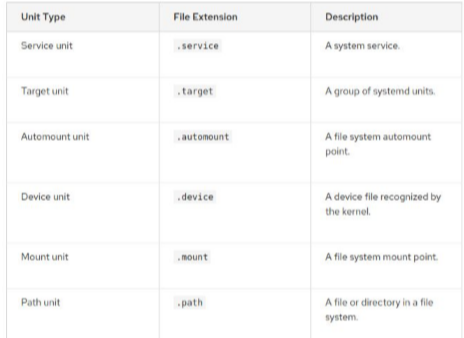 Unit Type File Extension Description
Service unit .service A system service.
Target unit .target A group of systemd units.
Automount unit .automount A file system automount
point.
Device unit .device A device file recognized by
the kernel.
Mount unit .mount A file system mount point.
Path unit .path A file or directory in a file
system.